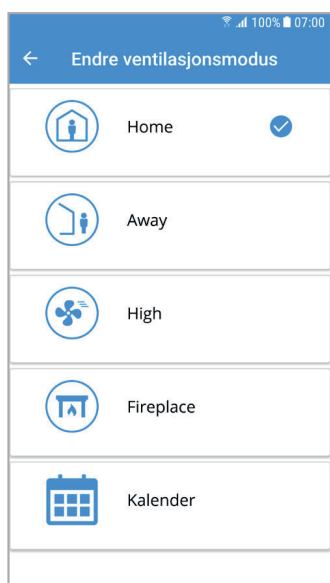 100% 07:00
Endre ventilasjonsmodus
Home
Away
High
Fireplace
Kalender